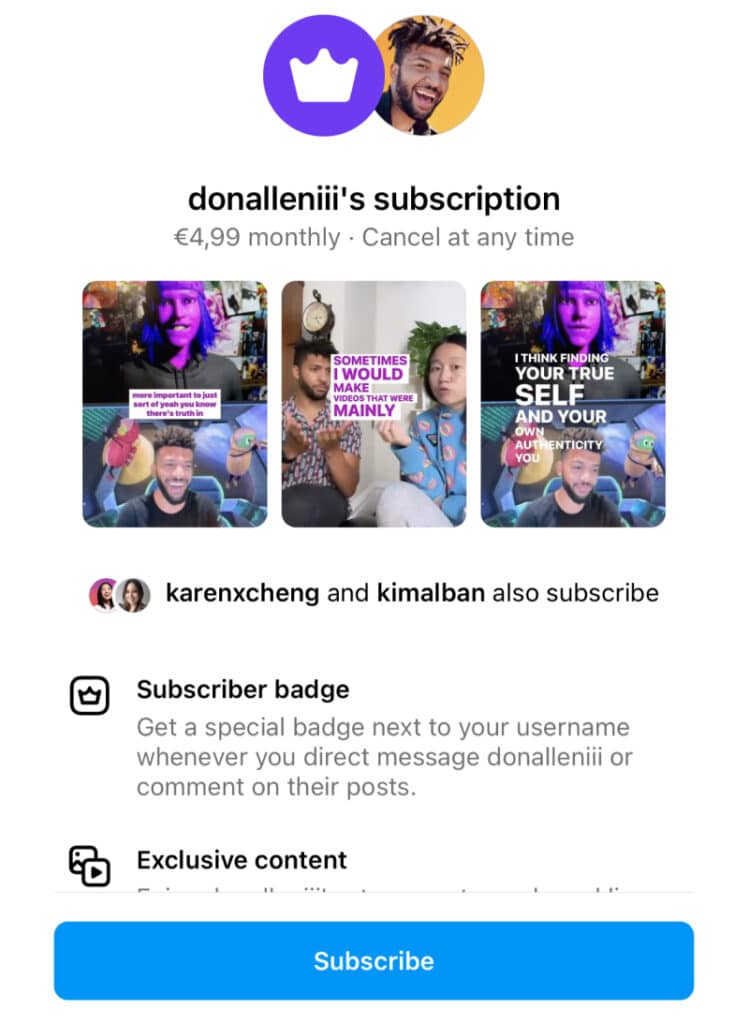 donalleniii's subscription
€4,99 monthly · Cancel at any time
more important to just
sort of yeah you know
there's truth in
SOMETIMES
I WOULD
MAKE
VIDEOS THAT WERE
MAINLY
I THINK FINDING
YOUR TRUE
SELF
AND YOUR
OWN
AUTHENTICITY
YOU
karenxcheng and kimalban also subscribe
Subscriber badge
Get a special badge next to your username
whenever you direct message donalleniii or
comment on their posts.
Exclusive content
Subscribe